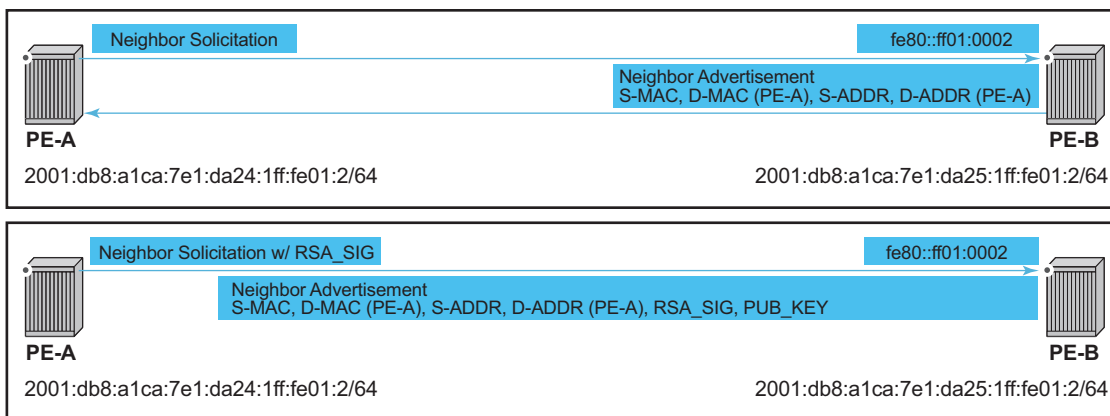 Neighbor Solicitation
fe80::ff01:0002
Neighbor Advertisement
S-MAC, D-MAC (PE-A), S-ADDR, D-ADDR (PE-A)
PE-A
PE-B
2001:db8:a1ca:7e1:da24:1ff:fe01:2/64
2001:db8:a1ca:7e1:da25:1ff:fe01:2/64
Neighbor Solicitation w/ RSA_SIG
fe80::ff01:0002
Neighbor Advertisement
S-MAC, D-MAC (PE-A), S-ADDR, D-ADDR (PE-A), RSA_SIG, PUB_KEY
PE-A
PE-B
2001:db8:a1ca:7e1:da24:1ff:fe01:2/64
2001:db8:a1ca:7e1:da25:1ff:fe01:2/64